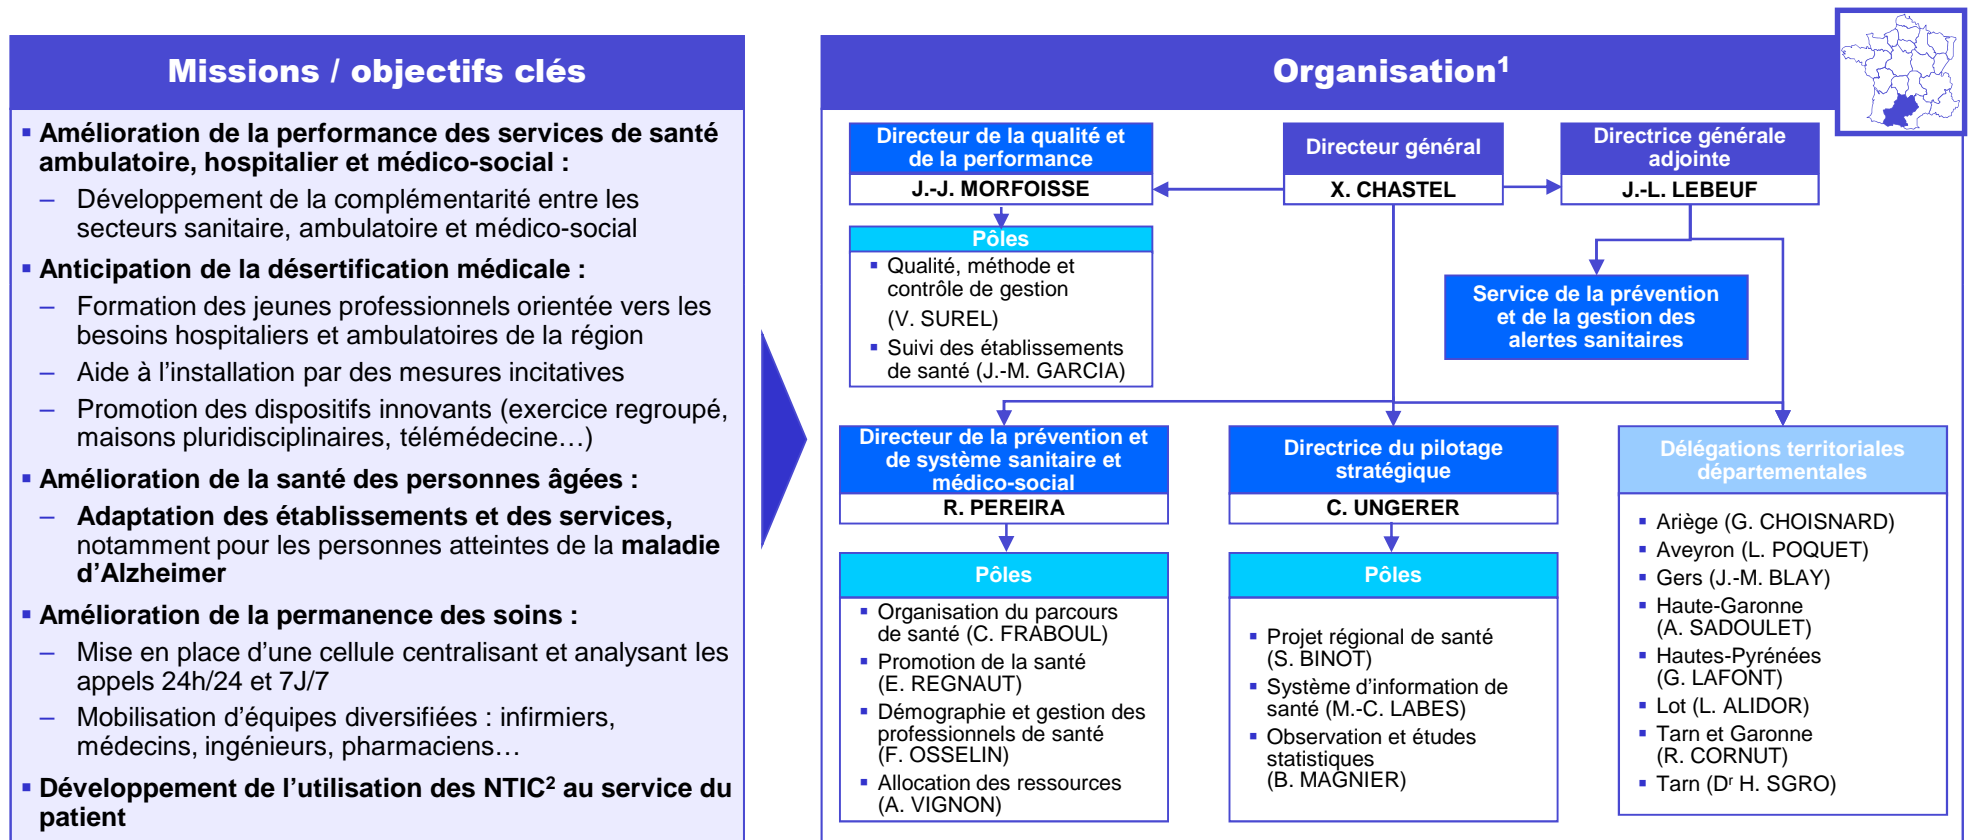 Missions / objectifs clés
▪ Amélioration de la performance des services de santé
ambulatoire, hospitalier et médico-social :
– Développement de la complémentarité entre les
secteurs sanitaire, ambulatoire et médico-social
▪ Anticipation de la désertification médicale :
– Formation des jeunes professionnels orientée vers les
besoins hospitaliers et ambulatoires de la région
– Aide à l’installation par des mesures incitatives
– Promotion des dispositifs innovants (exercice regroupé,
maisons pluridisciplinaires, télémédecine…)
▪ Amélioration de la santé des personnes âgées :
– Adaptation des établissements et des services,
notamment pour les personnes atteintes de la maladie
d’Alzheimer
▪ Amélioration de la permanence des soins :
– Mise en place d’une cellule centralisant et analysant les
appels 24h/24 et 7J/7
– Mobilisation d’équipes diversifiées : infirmiers,
médecins, ingénieurs, pharmaciens…
▪ Développement de l’utilisation des NTIC² au service du
patient
Organisation¹
Directeur de la qualité et
de la performance
J.-J. MORFOISSE
Directeur général
X. CHASTEL
Directrice générale
adjointe
J.-L. LEBEUF
Pôles
▪ Qualité, méthode et
contrôle de gestion
(V. SUREL)
▪ Suivi des établissements
de santé (J.-M. GARCIA)
Service de la prévention
et de la gestion des
alertes sanitaires
Directeur de la prévention et
de système sanitaire et
médico-social
R. PEREIRA
Pôles
▪ Organisation du parcours
de santé (C. FRABOUL)
▪ Promotion de la santé
(E. REGNAUT)
▪ Démographie et gestion des
professionnels de santé
(F. OSSELIN)
▪ Allocation des ressources
(A. VIGNON)
Directrice du pilotage
stratégique
C. UNGERER
Pôles
▪ Projet régional de santé
(S. BINOT)
▪ Système d’information de
santé (M.-C. LABES)
▪ Observation et études
statistiques
(B. MAGNIER)
Délégations territoriales
départementales
▪ Ariège (G. CHOISNARD)
▪ Aveyron (L. POQUET)
▪ Gers (J.-M. BLAY)
▪ Haute-Garonne
(A. SADOULET)
▪ Hautes-Pyrénées
(G. LAFONT)
▪ Lot (L. ALIDOR)
▪ Tarn et Garonne
(R. CORNUT)
▪ Tarn (Dʳ H. SGRO)